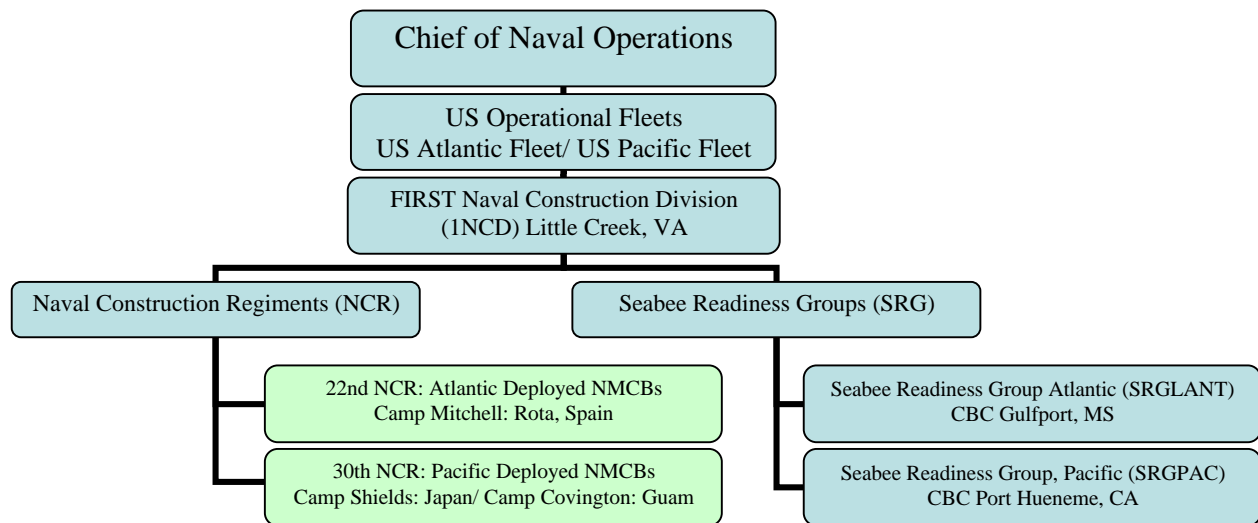 Chief of Naval Operations
US Operational Fleets
US Atlantic Fleet/ US Pacific Fleet
FIRST Naval Construction Division
(1NCD) Little Creek, VA
Naval Construction Regiments (NCR)
Seabee Readiness Groups (SRG)
22nd NCR: Atlantic Deployed NMCBs
Camp Mitchell: Rota, Spain
Seabee Readiness Group Atlantic (SRGLANT)
CBC Gulfport, MS
30th NCR: Pacific Deployed NMCBs
Camp Shields: Japan/ Camp Covington: Guam
Seabee Readiness Group, Pacific (SRGPAC)
CBC Port Hueneme, CA